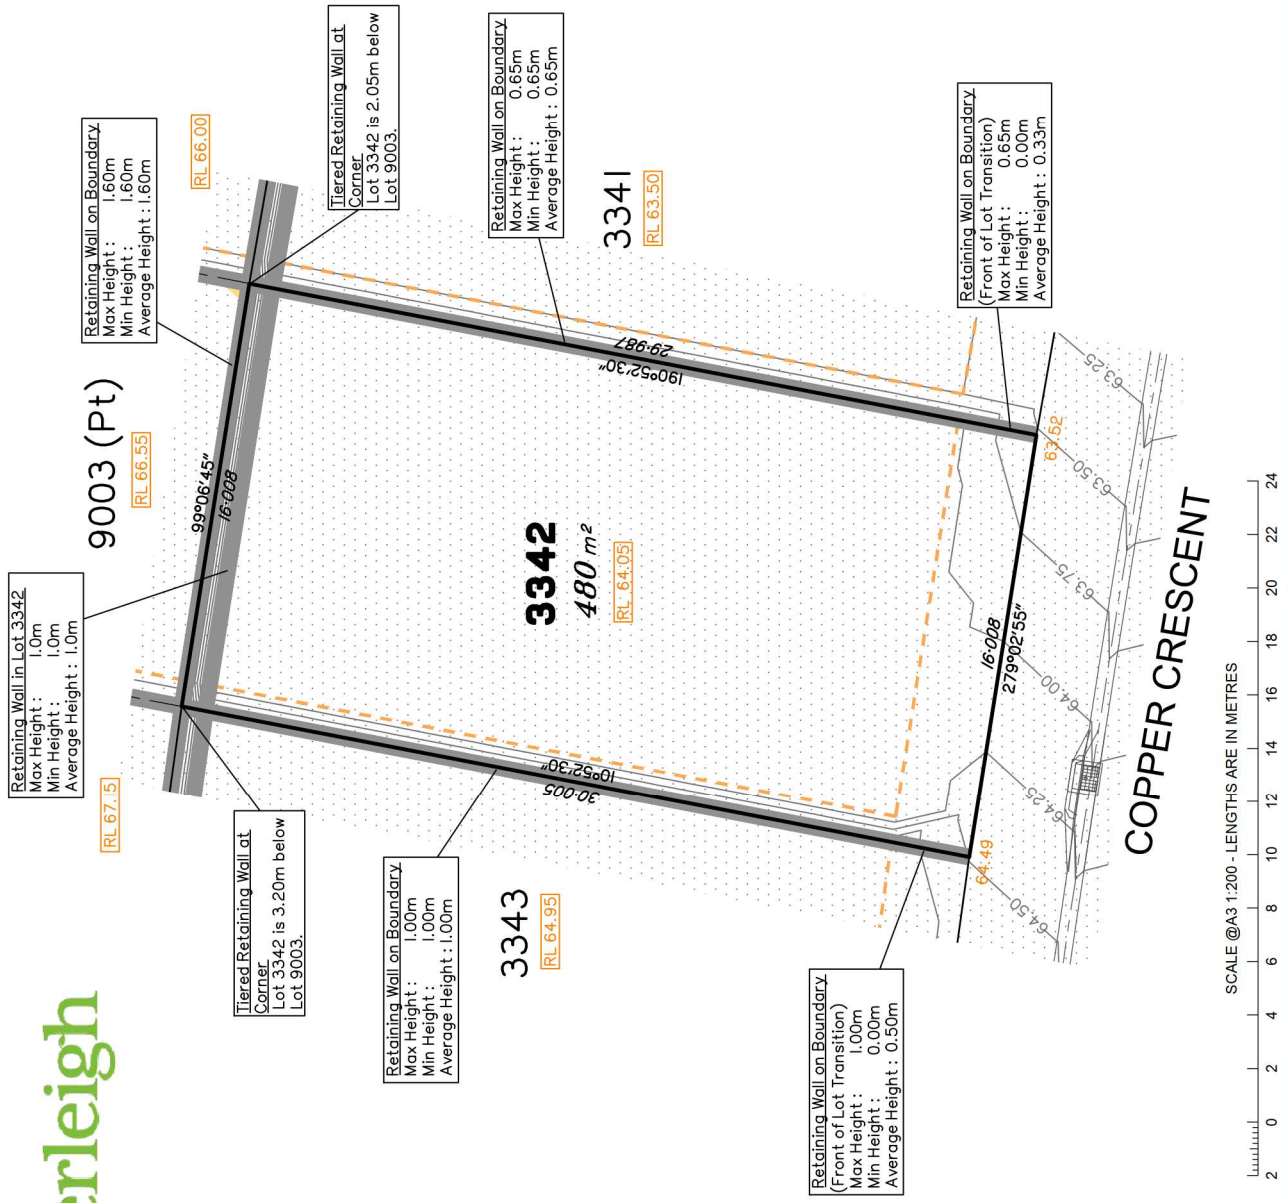 erleigh
Retaining Wall in Lot 3342
Max Height : 1.0m
Min Height : 1.0m
Average Height : 1.0m
Retaining Wall on Boundary
Max Height : 1.60m
Min Height : 1.60m
Average Height : 1.60m
RL 67.5
9003 (Pt)
RL 66.55
RL 66.00
99°06'45"
16·008
Tiered Retaining Wall at
Corner
Lot 3342 is 3.20m below
Lot 9003.
Tiered Retaining Wall at
Corner
Lot 3342 is 2.05m below
Lot 9003.
Retaining Wall on Boundary
Max Height : 1.00m
Min Height : 1.00m
Average Height : 1.00m
Retaining Wall on Boundary
Max Height : 0.65m
Min Height : 0.65m
Average Height : 0.65m
3343
RL 64.95
10°52'30"
30·005
3342
480 m²
RL 64.05
29·987
190°52'30"
3341
RL 63.50
Retaining Wall on Boundary
(Front of Lot Transition)
Max Height : 1.00m
Min Height : 0.00m
Average Height : 0.50m
Retaining Wall on Boundary
(Front of Lot Transition)
Max Height : 0.65m
Min Height : 0.00m
Average Height : 0.33m
64.49
16·008
279°02'55"
63.52
64.50
64.25
64.00
63.75
63.50
63.25
COPPER CRESCENT
SCALE @A3 1:200 - LENGTHS ARE IN METRES
2 0 2 4 6 8 10 12 14 16 18 20 22 24